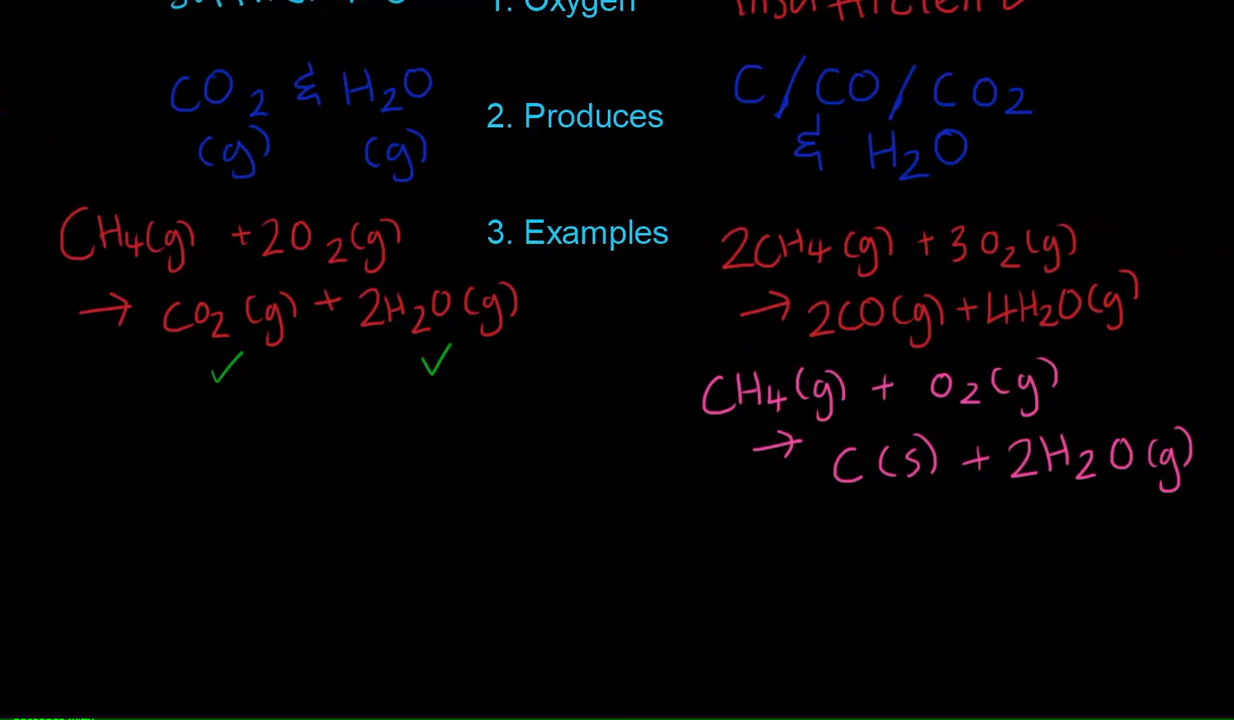 1. Oxygen
CO2 & H2O
(g) (g)
2. Produces
C/CO/CO2
& H2O
3. Examples
CH4(g) + 2O2(g)
→ CO2(g) + 2H2O(g)
✓ ✓
2CH4(g) + 3O2(g)
→ 2CO(g) + 4H2O(g)
CH4(g) + O2(g)
→ C(s) + 2H2O(g)